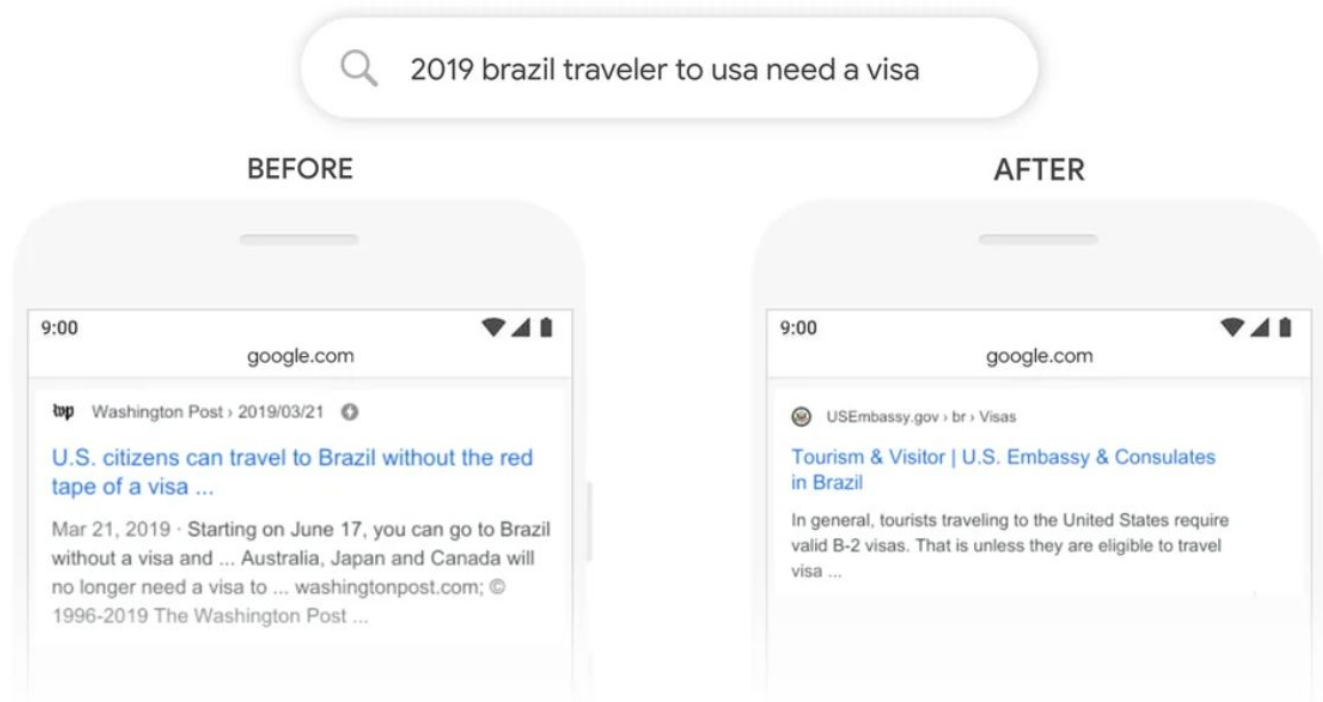 2019 brazil traveler to usa need a visa
BEFORE
9:00
google.com
wp Washington Post › 2019/03/21
U.S. citizens can travel to Brazil without the red
tape of a visa ...
Mar 21, 2019 · Starting on June 17, you can go to Brazil
without a visa and ... Australia, Japan and Canada will
no longer need a visa to ... washingtonpost.com; ©
1996-2019 The Washington Post ...
AFTER
9:00
google.com
USEmbassy.gov › br › Visas
Tourism & Visitor | U.S. Embassy & Consulates
in Brazil
In general, tourists traveling to the United States require
valid B-2 visas. That is unless they are eligible to travel
visa ...